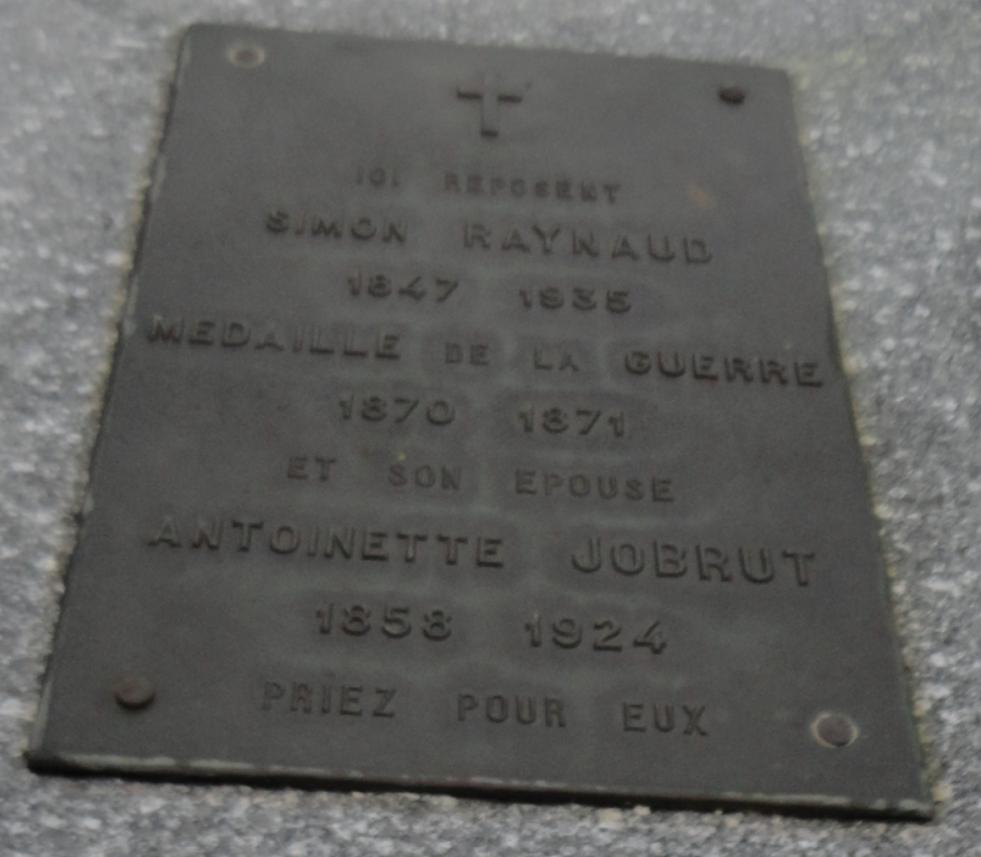 ICI REPOSENT
SIMON RAYNAUD
1847 1935
MEDAILLE DE LA GUERRE
1870 1871
ET SON EPOUSE
ANTOINETTE JOBRUT
1858 1924
PRIEZ POUR EUX